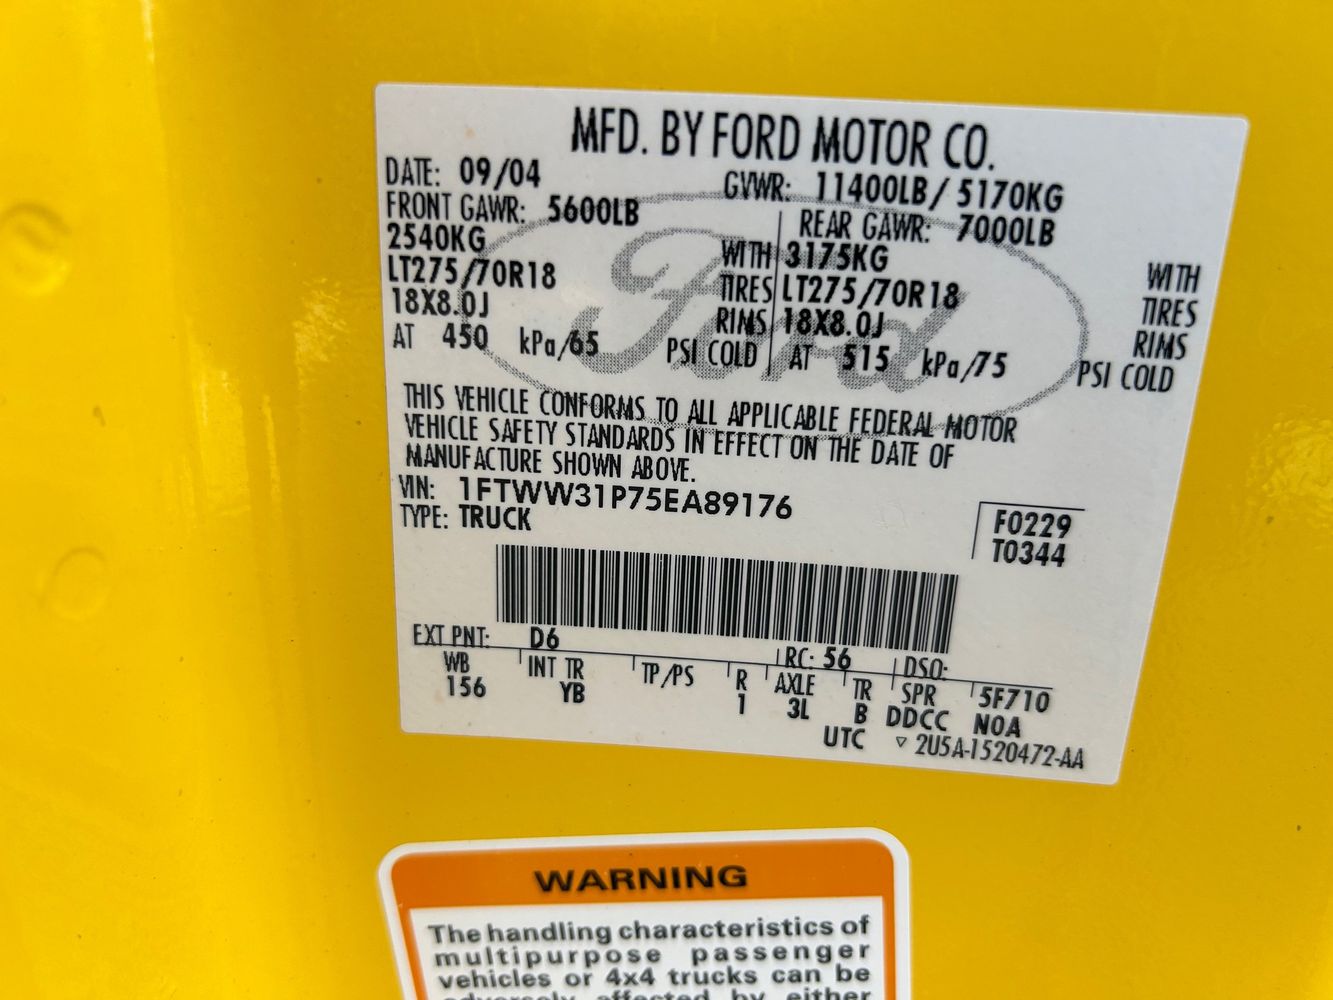 MFD. BY FORD MOTOR CO.
DATE: 09/04 GVWR: 11400LB/ 5170KG
FRONT GAWR: 5600LB REAR GAWR: 7000LB
2540KG WITH 3175KG WITH
LT275/70R18 TIRES LT275/70R18 TIRES
18X8.0J RIMS 18X8.0J RIMS
AT 450 kPa/65 PSI COLD AT 515 kPa/75 PSI COLD
Ford
THIS VEHICLE CONFORMS TO ALL APPLICABLE FEDERAL MOTOR
VEHICLE SAFETY STANDARDS IN EFFECT ON THE DATE OF
MANUFACTURE SHOWN ABOVE.
VIN: 1FTWW31P75EA89176 F0229
TYPE: TRUCK T0344
EXT PNT: D6 RC: 56 DSO:
WB INT TR TP/PS R AXLE TR SPR 5F710
156 YB 1 3L B DDCC N0A
UTC ▽ 2U5A-1520472-AA
WARNING
The handling characteristics of
multipurpose passenger
vehicles or 4x4 trucks can be
adversely affected by either